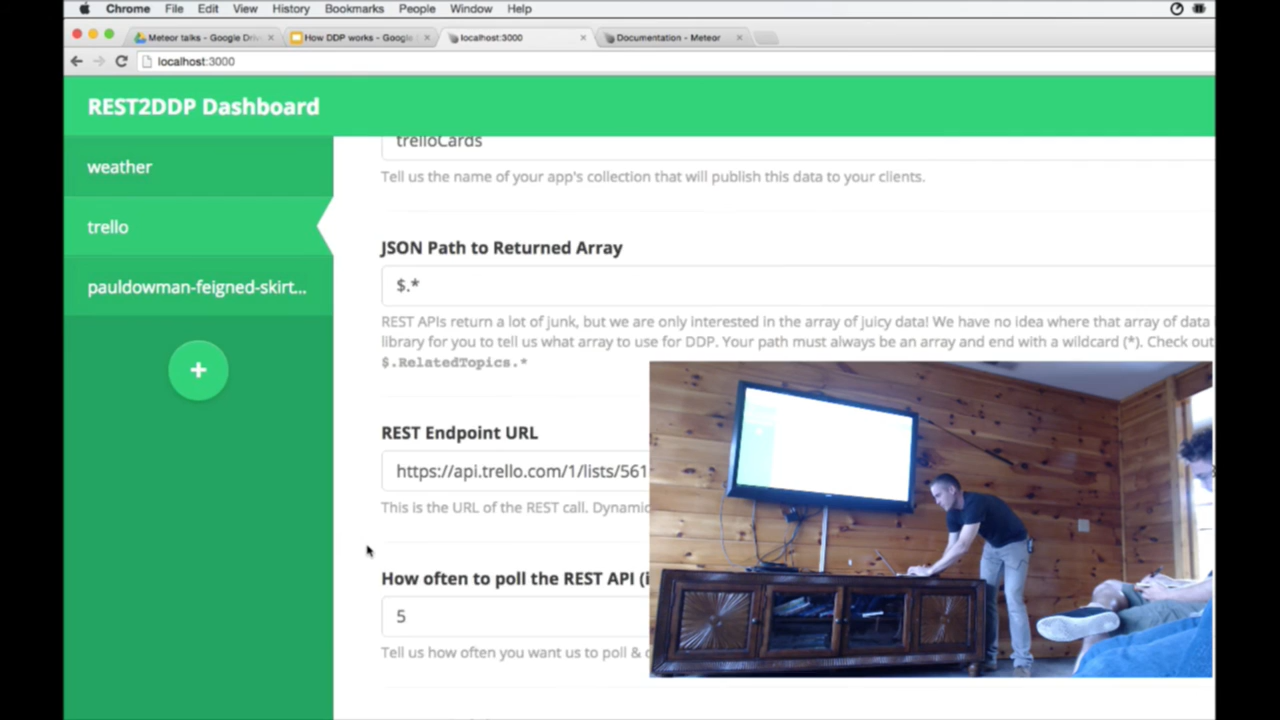 Chrome File Edit View History Bookmarks People Window Help
Meteor talks - Google Driv
How DDP works - Google
localhost:3000
Documentation - Meteor
localhost:3000
REST2DDP Dashboard
weather
trello
pauldowman-feigned-skirt...
+
trelloCards
Tell us the name of your app's collection that will publish this data to your clients.
JSON Path to Returned Array
$.*
REST APIs return a lot of junk, but we are only interested in the array of juicy data! We have no idea where that array of data
library for you to tell us what array to use for DDP. Your path must always be an array and end with a wildcard (*). Check out
$.RelatedTopics.*
REST Endpoint URL
https://api.trello.com/1/lists/561
This is the URL of the REST call. Dynamic
How often to poll the REST API (i
5
Tell us how often you want us to poll &